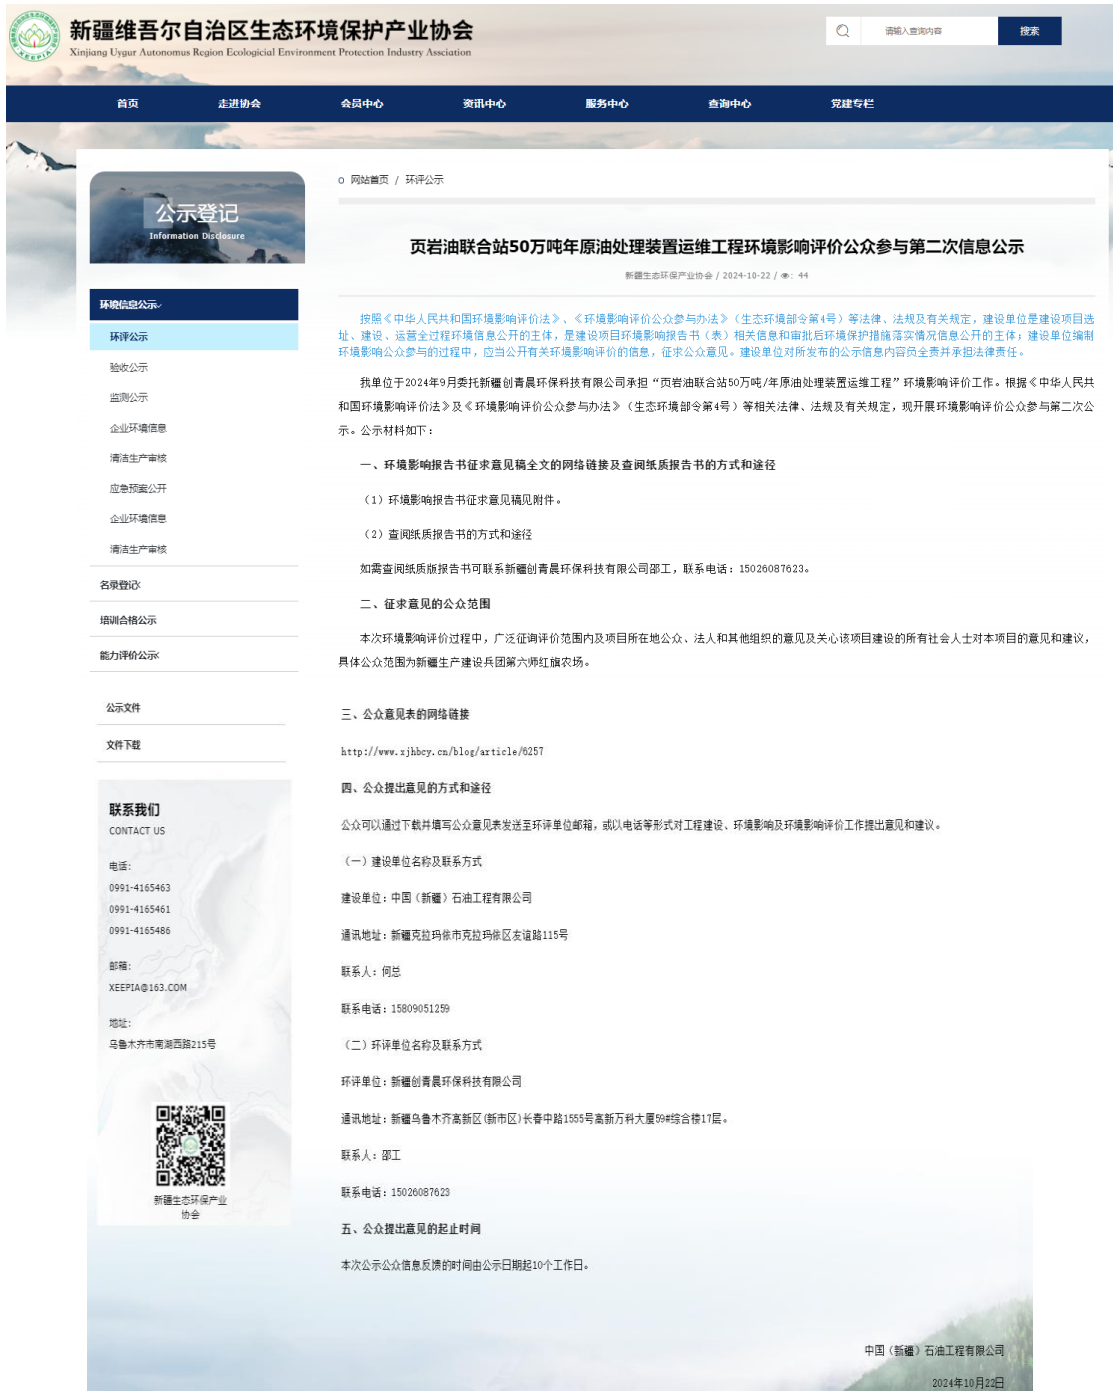 新疆维吾尔自治区生态环境保护产业协会
Xinjiang Uygur Autonomus Region Ecologicial Environment Protection Industry Assciation
XEEPIA
请输入查询内容
搜索
首页
走进协会
会员中心
资讯中心
服务中心
查询中心
党建专栏
公示登记
Information Disclosure
环境信息公示
环评公示
验收公示
监测公示
企业环境信息
清洁生产审核
应急预案公开
企业环境信息
清洁生产审核
名录登记
培训合格公示
能力评价公示
公示文件
文件下载
联系我们
CONTACT US
电话：
0991-4165463
0991-4165461
0991-4165486
邮箱：
XEEPIA@163.COM
地址：
乌鲁木齐市南湖西路215号
新疆生态环保产业
协会
网站首页 / 环评公示
页岩油联合站50万吨年原油处理装置运维工程环境影响评价公众参与第二次信息公示
新疆生态环保产业协会 / 2024-10-22 / : 44
按照《中华人民共和国环境影响评价法》、《环境影响评价公众参与办法》（生态环境部令第4号）等法律、法规及有关规定，建设单位是建设项目选
址、建设、运营全过程环境信息公开的主体，是建设项目环境影响报告书（表）相关信息和审批后环境保护措施落实情况信息公开的主体；建设单位编制
环境影响公众参与的过程中，应当公开有关环境影响评价的信息，征求公众意见。建设单位对所发布的公示信息内容负全责并承担法律责任。
我单位于2024年9月委托新疆创青晨环保科技有限公司承担“页岩油联合站50万吨/年原油处理装置运维工程”环境影响评价工作。根据《中华人民共
和国环境影响评价法》及《环境影响评价公众参与办法》（生态环境部令第4号）等相关法律、法规及有关规定，现开展环境影响评价公众参与第二次公
示。公示材料如下：
一、环境影响报告书征求意见稿全文的网络链接及查阅纸质报告书的方式和途径
（1）环境影响报告书征求意见稿见附件。
（2）查阅纸质报告书的方式和途径
如需查阅纸质版报告书可联系新疆创青晨环保科技有限公司邵工，联系电话：15026087623。
二、征求意见的公众范围
本次环境影响评价过程中，广泛征询评价范围内及项目所在地公众、法人和其他组织的意见及关心该项目建设的所有社会人士对本项目的意见和建议，
具体公众范围为新疆生产建设兵团第六师红旗农场。
三、公众意见表的网络链接
http://www.xjhbcy.cn/blog/article/6257
四、公众提出意见的方式和途径
公众可以通过下载并填写公众意见表发送至环评单位邮箱，或以电话等形式对工程建设、环境影响及环境影响评价工作提出意见和建议。
（一）建设单位名称及联系方式
建设单位：中国（新疆）石油工程有限公司
通讯地址：新疆克拉玛依市克拉玛依区友谊路115号
联系人：何总
联系电话：15809051259
（二）环评单位名称及联系方式
环评单位：新疆创青晨环保科技有限公司
通讯地址：新疆乌鲁木齐高新区(新市区)长春中路1555号高新万科大厦59#综合楼17层。
联系人：邵工
联系电话：15026087623
五、公众提出意见的起止时间
本次公示公众信息反馈的时间由公示日期起10个工作日。
中国（新疆）石油工程有限公司
2024年10月22日